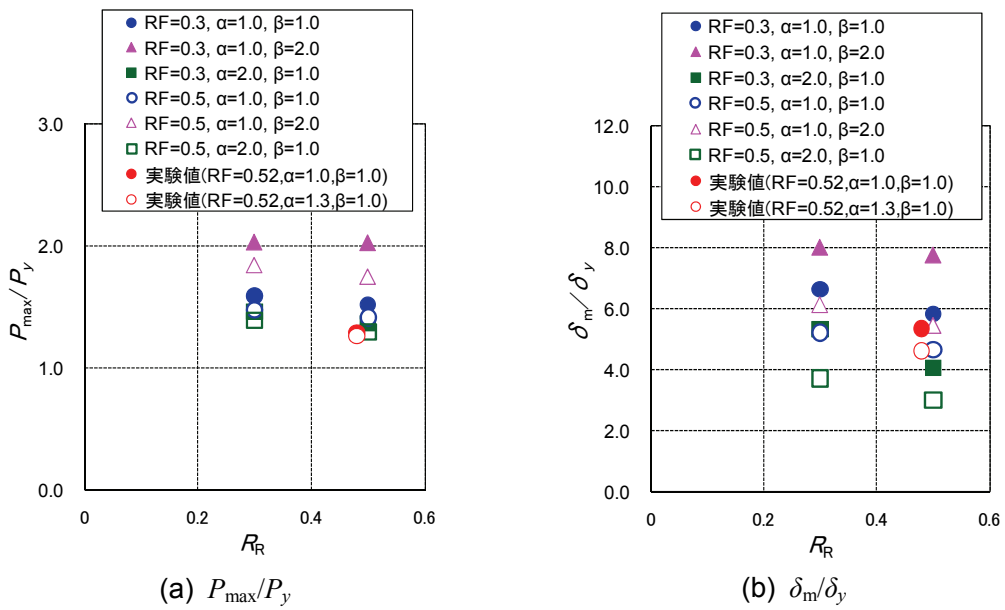 RF=0.3, α=1.0, β=1.0
RF=0.3, α=1.0, β=2.0
RF=0.3, α=2.0, β=1.0
RF=0.5, α=1.0, β=1.0
RF=0.5, α=1.0, β=2.0
RF=0.5, α=2.0, β=1.0
実験値(RF=0.52,α=1.0,β=1.0)
実験値(RF=0.52,α=1.3,β=1.0)
3.0
2.0
1.0
0.0
Pmax/Py
0
0.2
0.4
0.6
RR
(a) Pmax/Py
RF=0.3, α=1.0, β=1.0
RF=0.3, α=1.0, β=2.0
RF=0.3, α=2.0, β=1.0
RF=0.5, α=1.0, β=1.0
RF=0.5, α=1.0, β=2.0
RF=0.5, α=2.0, β=1.0
実験値(RF=0.52,α=1.0,β=1.0)
実験値(RF=0.52,α=1.3,β=1.0)
12.0
10.0
8.0
6.0
4.0
2.0
0.0
δm/δy
0
0.2
0.4
0.6
RR
(b) δm/δy